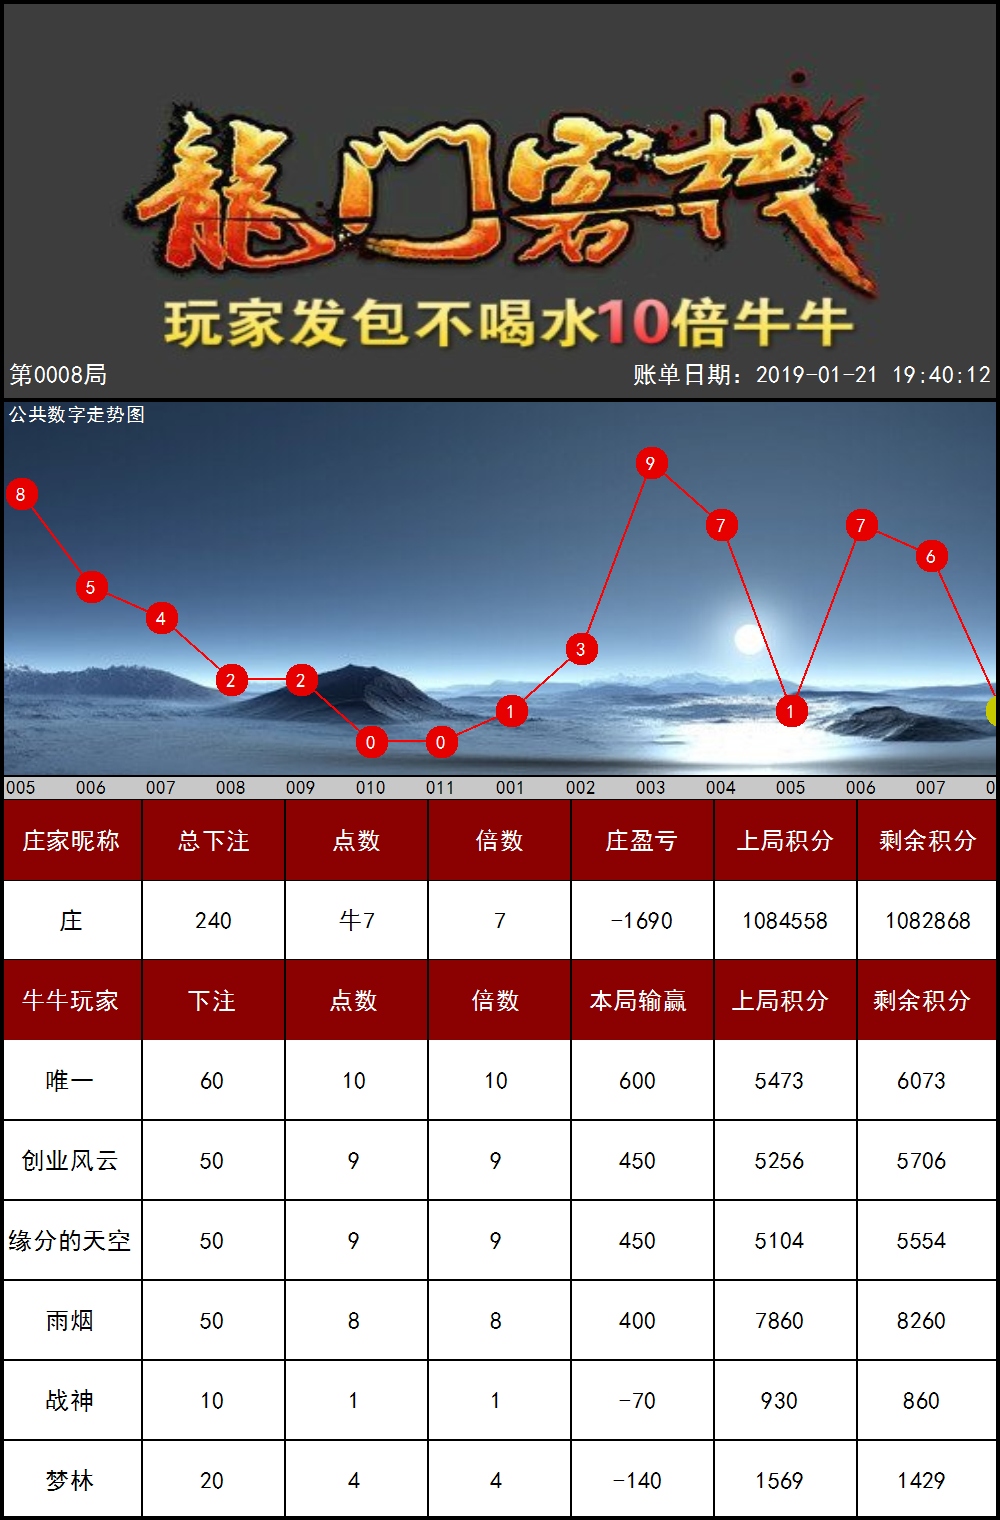 龍门客栈
玩家发包不喝水10倍牛牛
第0008局 账单日期：2019-01-21 19:40:12
公共数字走势图
8 5 4 2 2 0 0 1 3 9 7 1 7 6
005 006 007 008 009 010 011 001 002 003 004 005 006 007 0
庄家昵称 总下注 点数 倍数 庄盈亏 上局积分 剩余积分
庄 240 牛7 7 -1690 1084558 1082868
牛牛玩家 下注 点数 倍数 本局输赢 上局积分 剩余积分
唯一 60 10 10 600 5473 6073
创业风云 50 9 9 450 5256 5706
缘分的天空 50 9 9 450 5104 5554
雨烟 50 8 8 400 7860 8260
战神 10 1 1 -70 930 860
梦林 20 4 4 -140 1569 1429